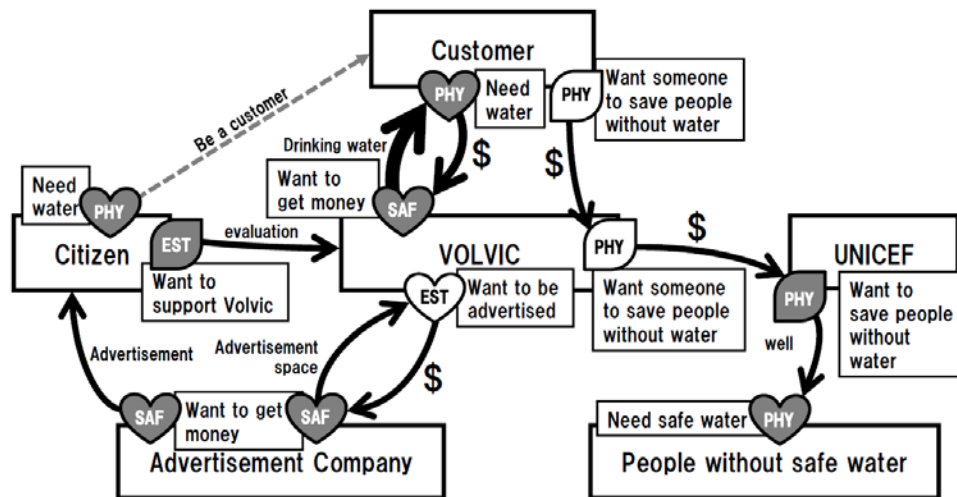 Customer
PHY
Need
water
PHY
Want someone
to save people
without water
Be a customer
Drinking water
$
$
Want to
get money
SAF
Need
water
PHY
Citizen
EST
evaluation
Want to
support Volvic
VOLVIC
PHY
$
UNICEF
EST
Want to be
advertised
Want someone
to save people
without water
PHY
Want to
save people
without
water
Advertisement
Advertisement
space
$
well
SAF
Want to get
money
SAF
Advertisement Company
Need safe water
PHY
People without safe water